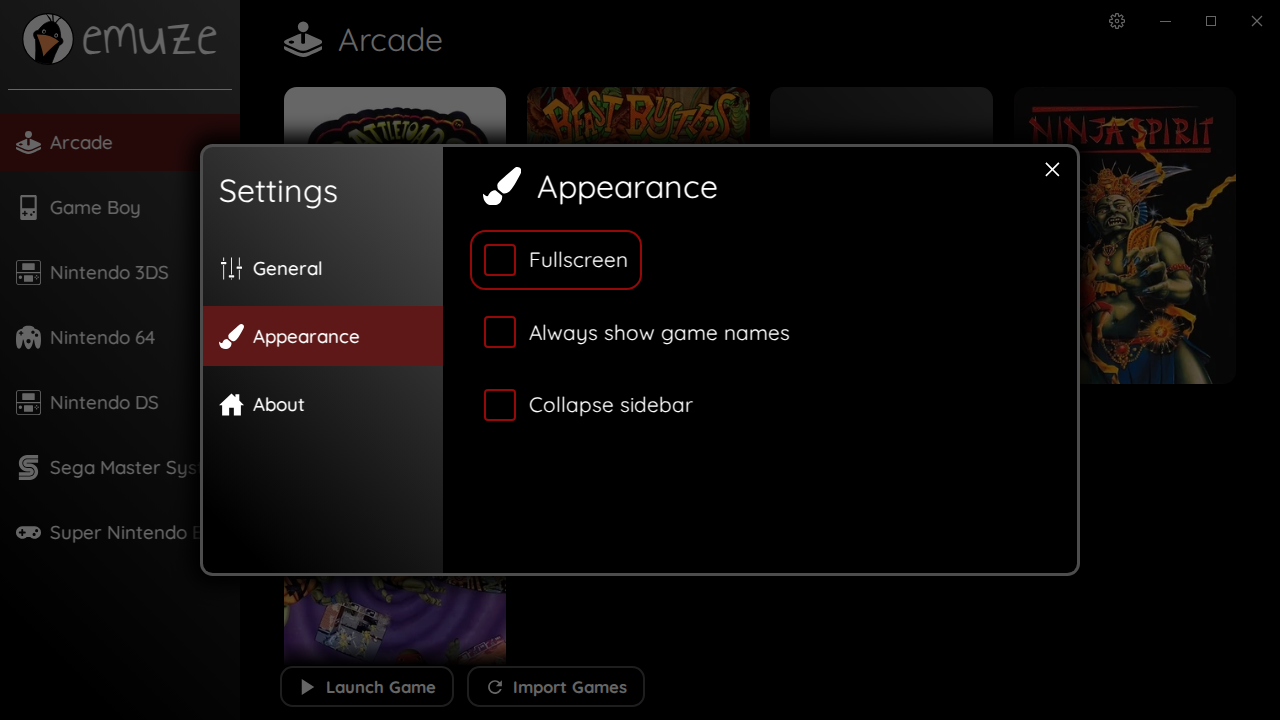 emuze
Arcade
Arcade
Game Boy
Nintendo 3DS
Nintendo 64
Nintendo DS
Sega Master Sys
Super Nintendo
BATTLETOADS
BEAST BUSTERS
NINJA SPIRIT
Settings
General
Appearance
About
Appearance
Fullscreen
Always show game names
Collapse sidebar
Launch Game
Import Games